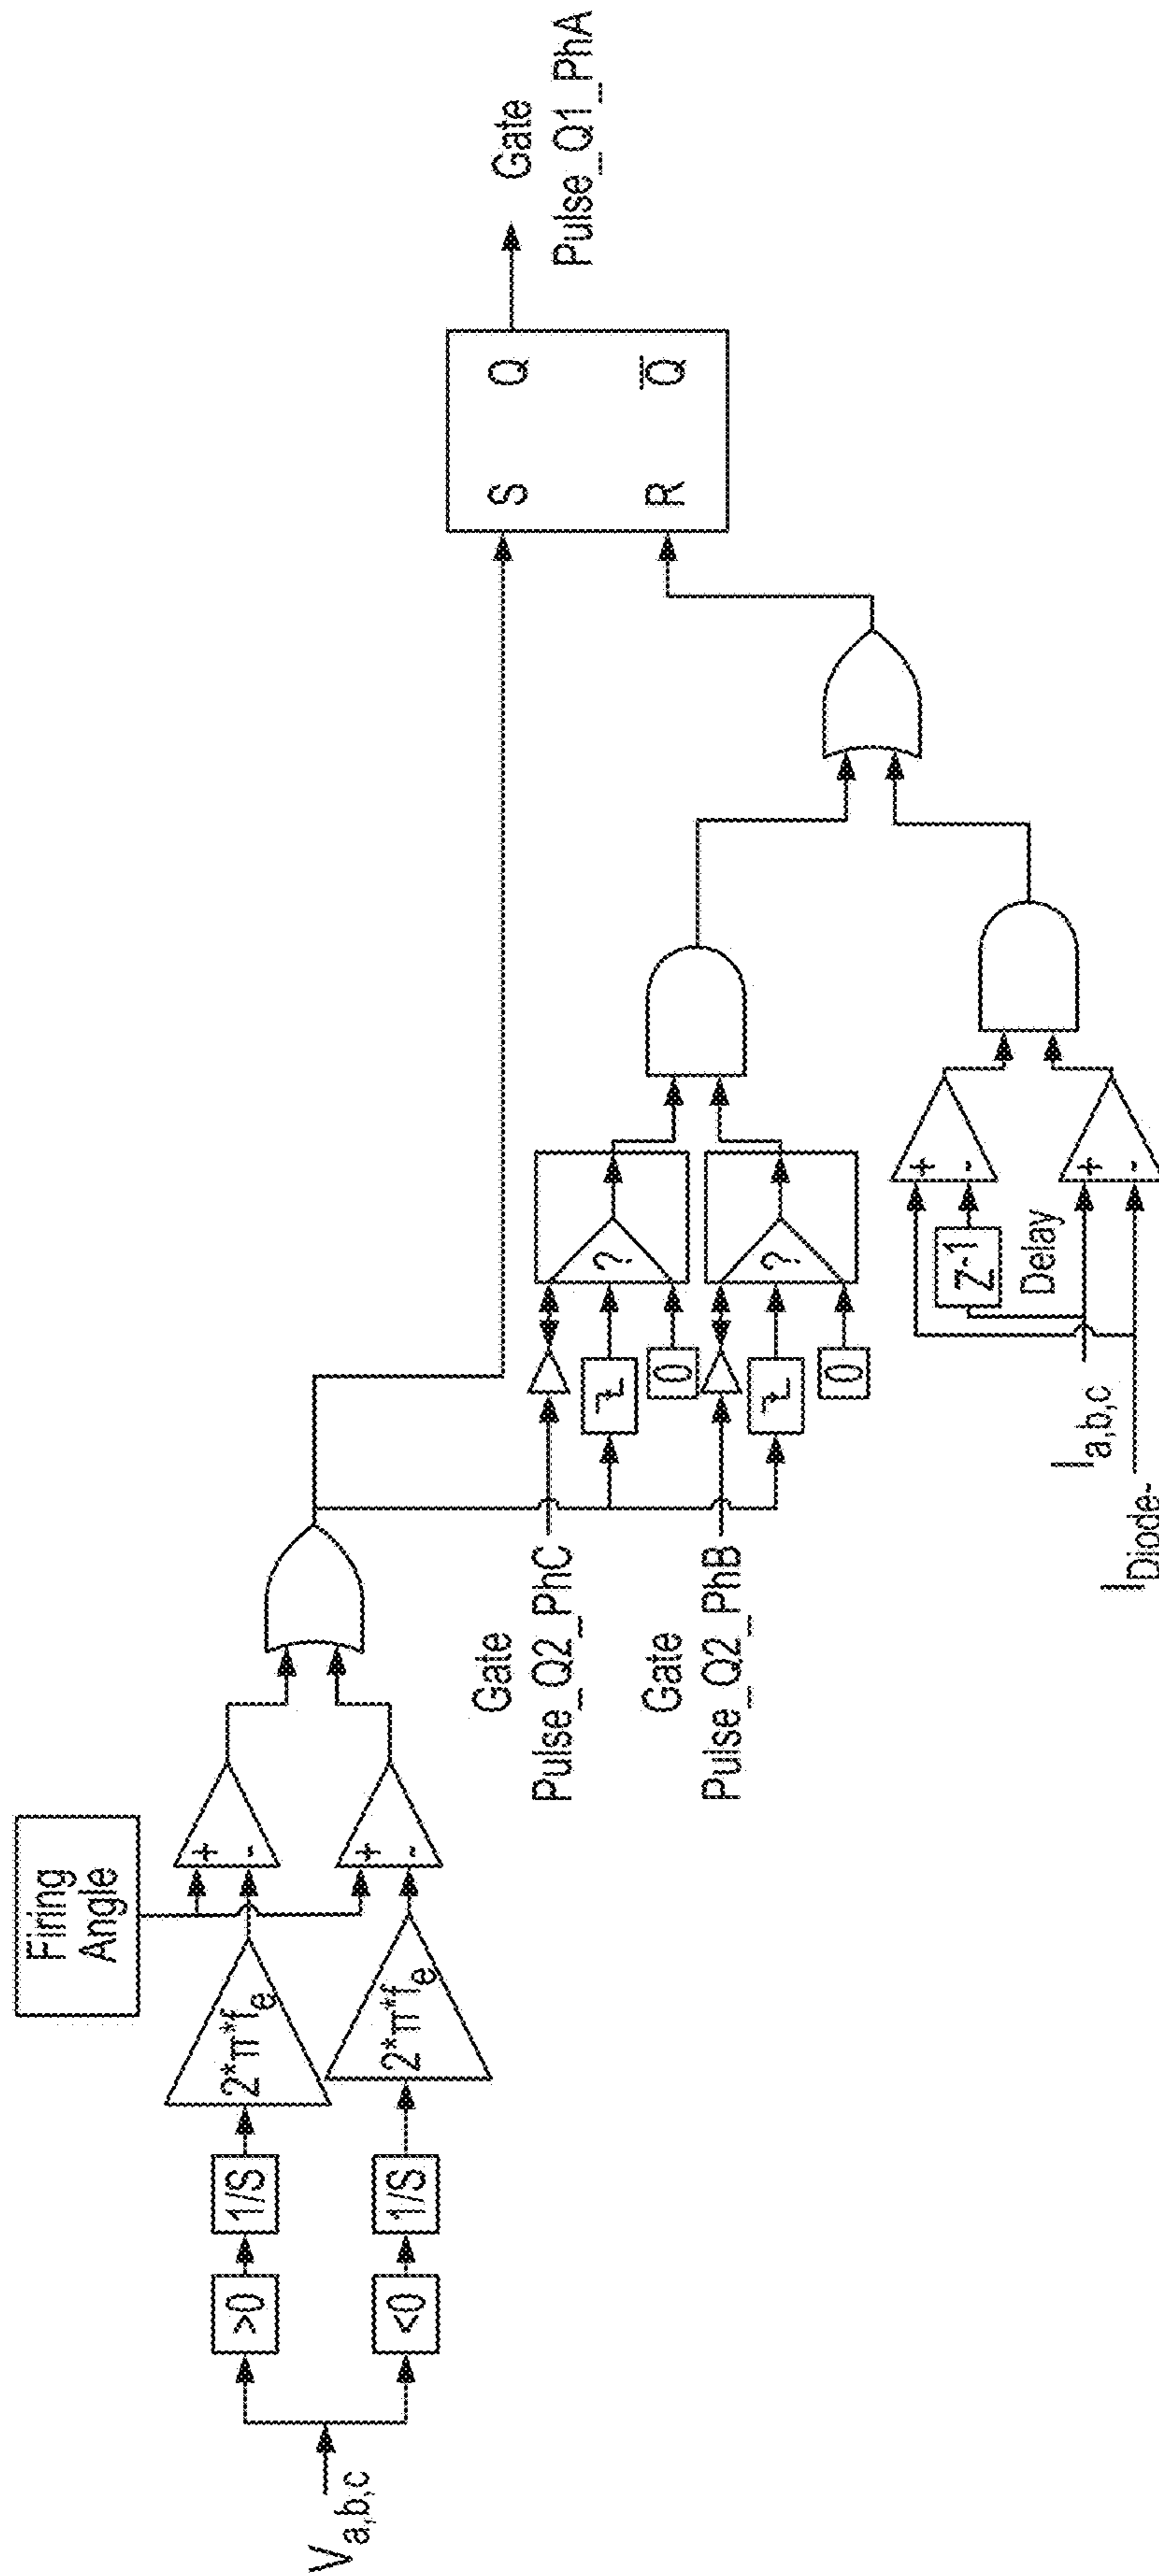 Firing
Angle
V a,b,c
>0
1/S
2*π*f e
+
-
<0
1/S
2*π*f e
+
-
Gate
Pulse_Q2_PhC
?
0
Gate
Pulse_Q2_PhB
?
0
I a,b,c
I Diode-
Z-1
Delay
+
-
+
-
S
Q
R
Q̅
Gate
Pulse_Q1_PhA